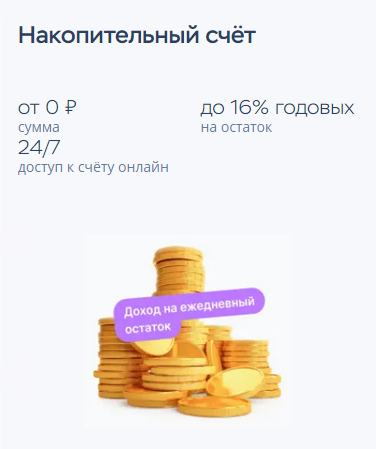 Накопительный счёт
от 0 ₽
до 16% годовых
сумма
на остаток
24/7
доступ к счёту онлайн
Доход на ежедневный
остаток